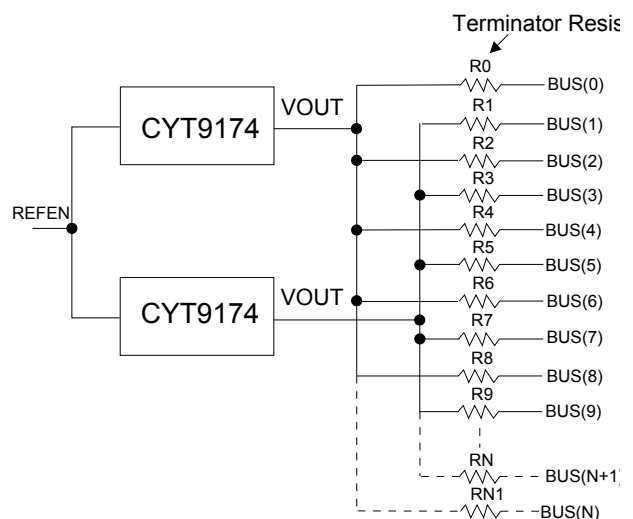 Terminator Resis
R0
BUS(0)
VOUT
CYT9174
R1
BUS(1)
R2
BUS(2)
R3
BUS(3)
REFEN
R4
BUS(4)
R5
BUS(5)
VOUT
CYT9174
R6
BUS(6)
R7
BUS(7)
R8
BUS(8)
R9
BUS(9)
RN
BUS(N+1)
RN1
BUS(N)